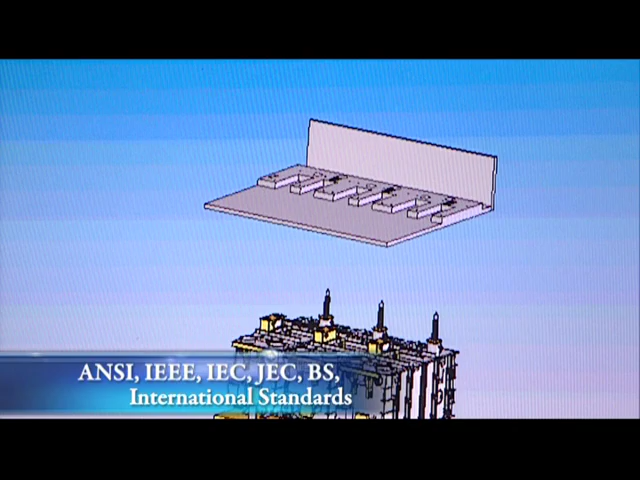 ANSI, IEEE, IEC, JEC, BS,
International Standards